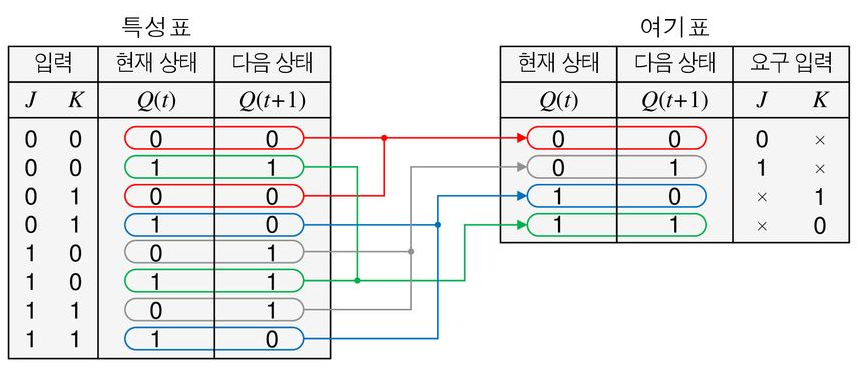 특성표
입력 현재 상태 다음 상태
J K Q(t) Q(t+1)
0 0 0 0
0 0 1 1
0 1 0 0
0 1 1 0
1 0 0 1
1 0 1 1
1 1 0 1
1 1 1 0
여기표
현재 상태 다음 상태 요구 입력
Q(t) Q(t+1) J K
0 0 0 ×
0 1 1 ×
1 0 × 1
1 1 × 0